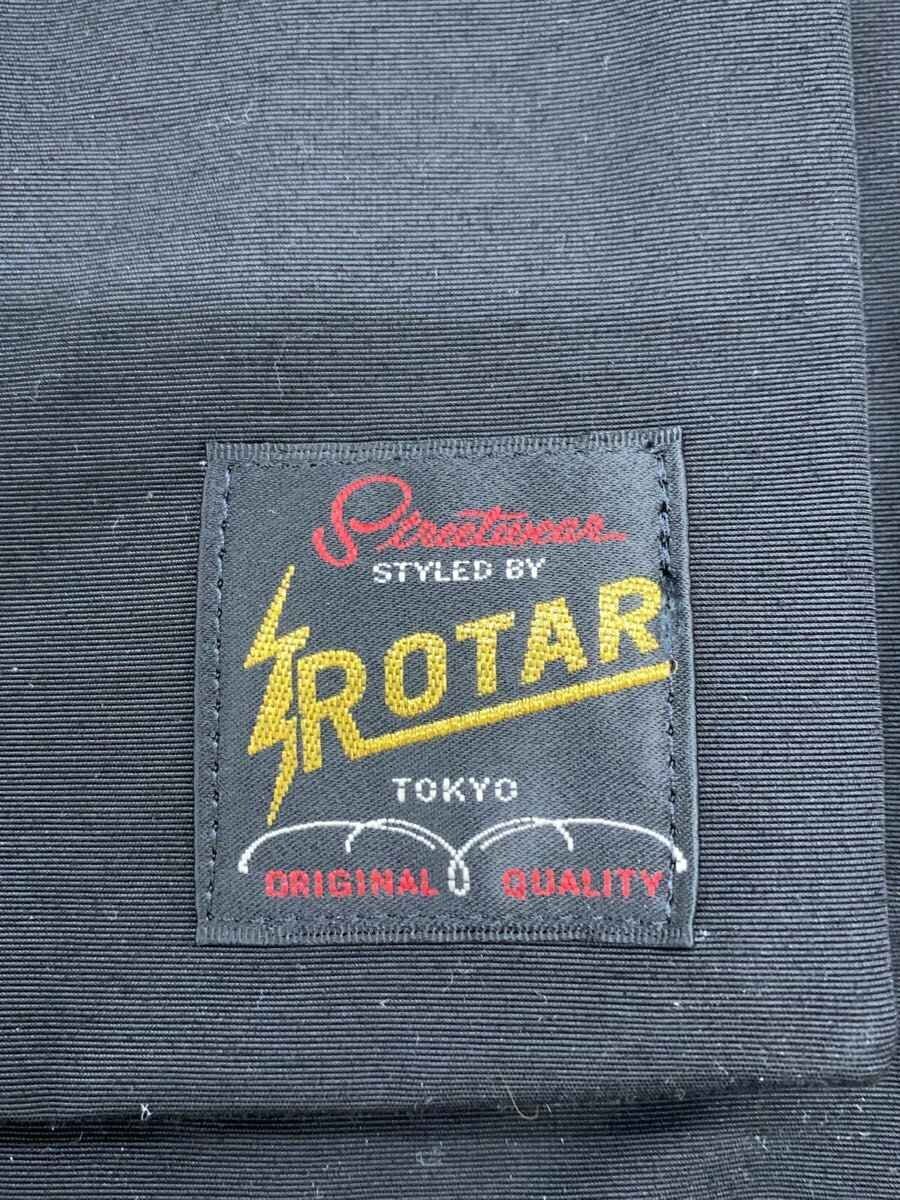 Streetwear
STYLED BY
ROTAR
TOKYO
ORIGINAL QUALITY